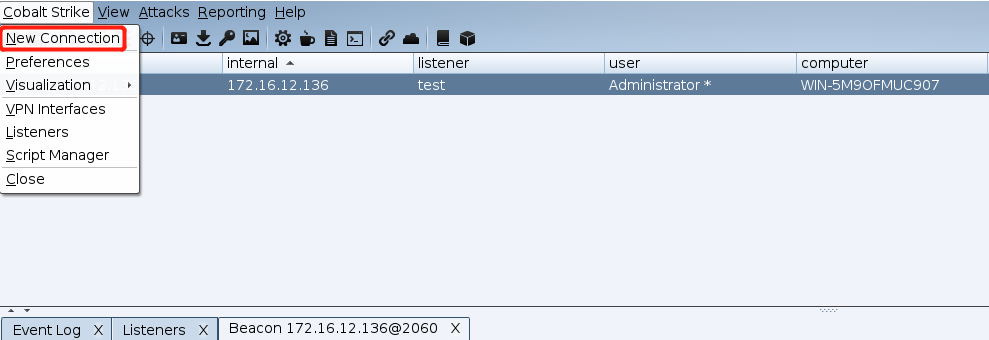 Cobalt Strike View Attacks Reporting Help
New Connection
Preferences
Visualization
VPN Interfaces
Listeners
Script Manager
Close
internal listener user computer
172.16.12.136 test Administrator * WIN-5M9OFMUC907
Event Log X Listeners X Beacon 172.16.12.136@2060 X